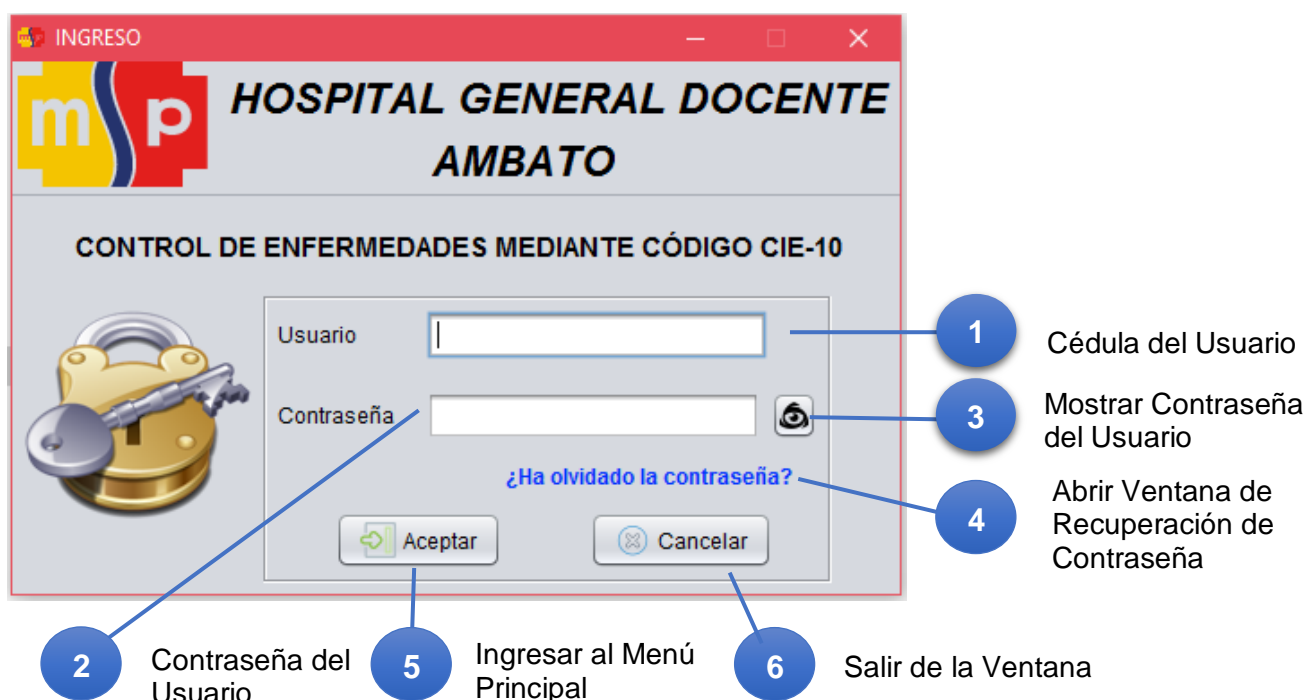 INGRESO
msp
HOSPITAL GENERAL DOCENTE
AMBATO
CONTROL DE ENFERMEDADES MEDIANTE CÓDIGO CIE-10
Usuario
1
Cédula del Usuario
Contraseña
3
Mostrar Contraseña
del Usuario
¿Ha olvidado la contraseña?
4
Abrir Ventana de
Recuperación de
Contraseña
Aceptar
Cancelar
2
Contraseña del
Usuario
5
Ingresar al Menú
Principal
6
Salir de la Ventana